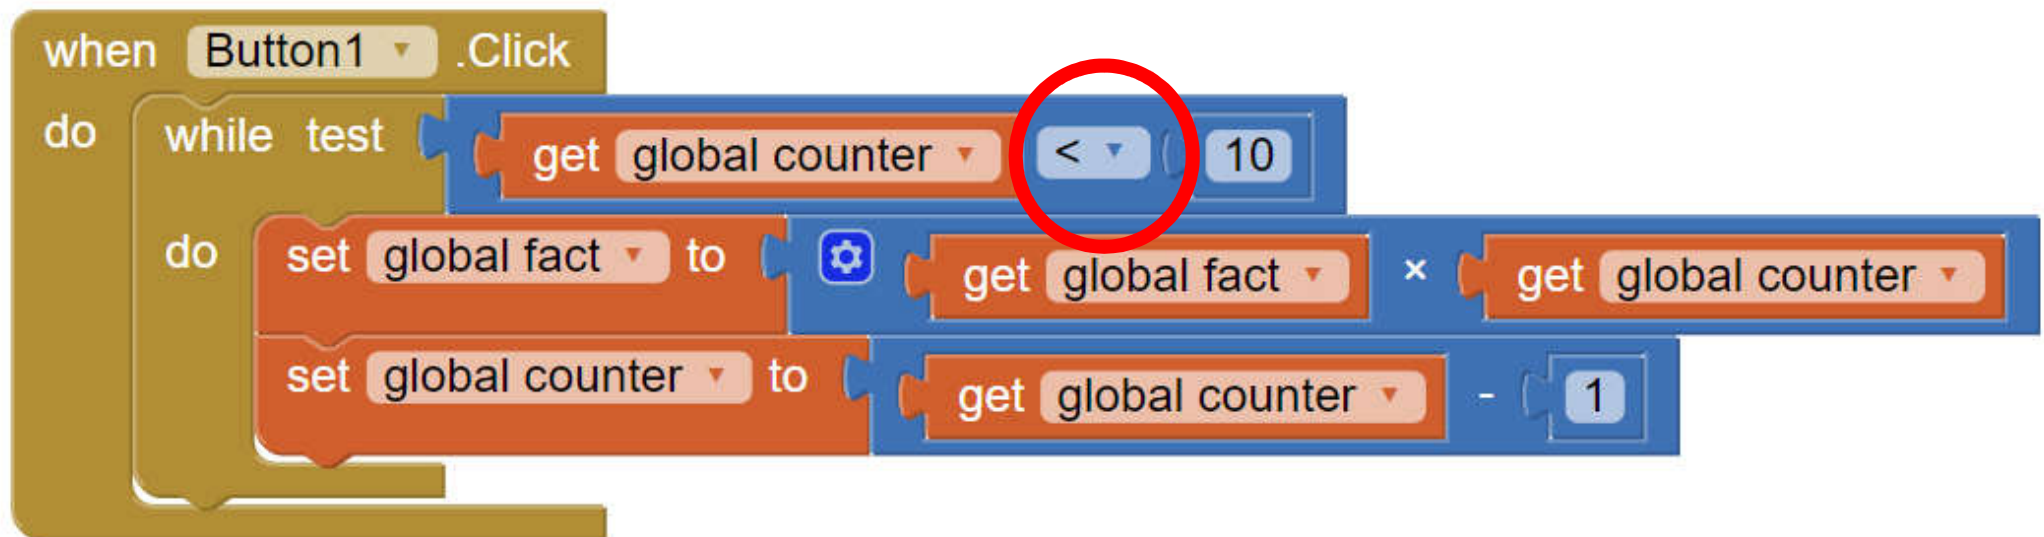 when Button1 .Click
do while test get global counter < 10
do set global fact to get global fact × get global counter
set global counter to get global counter - 1